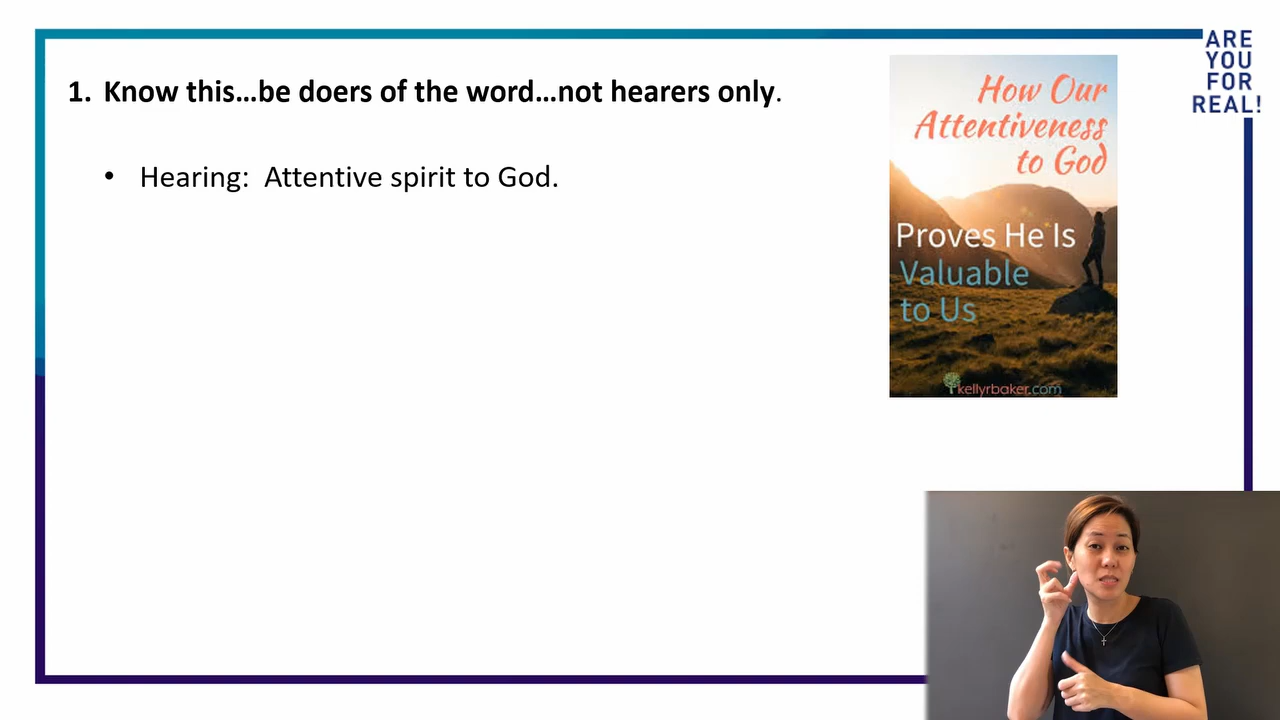 1. Know this…be doers of the word…not hearers only.
• Hearing: Attentive spirit to God.
How Our
Attentiveness
to God
Proves He Is
Valuable
to Us
kellyrbaker.com
ARE
YOU
FOR
REAL!